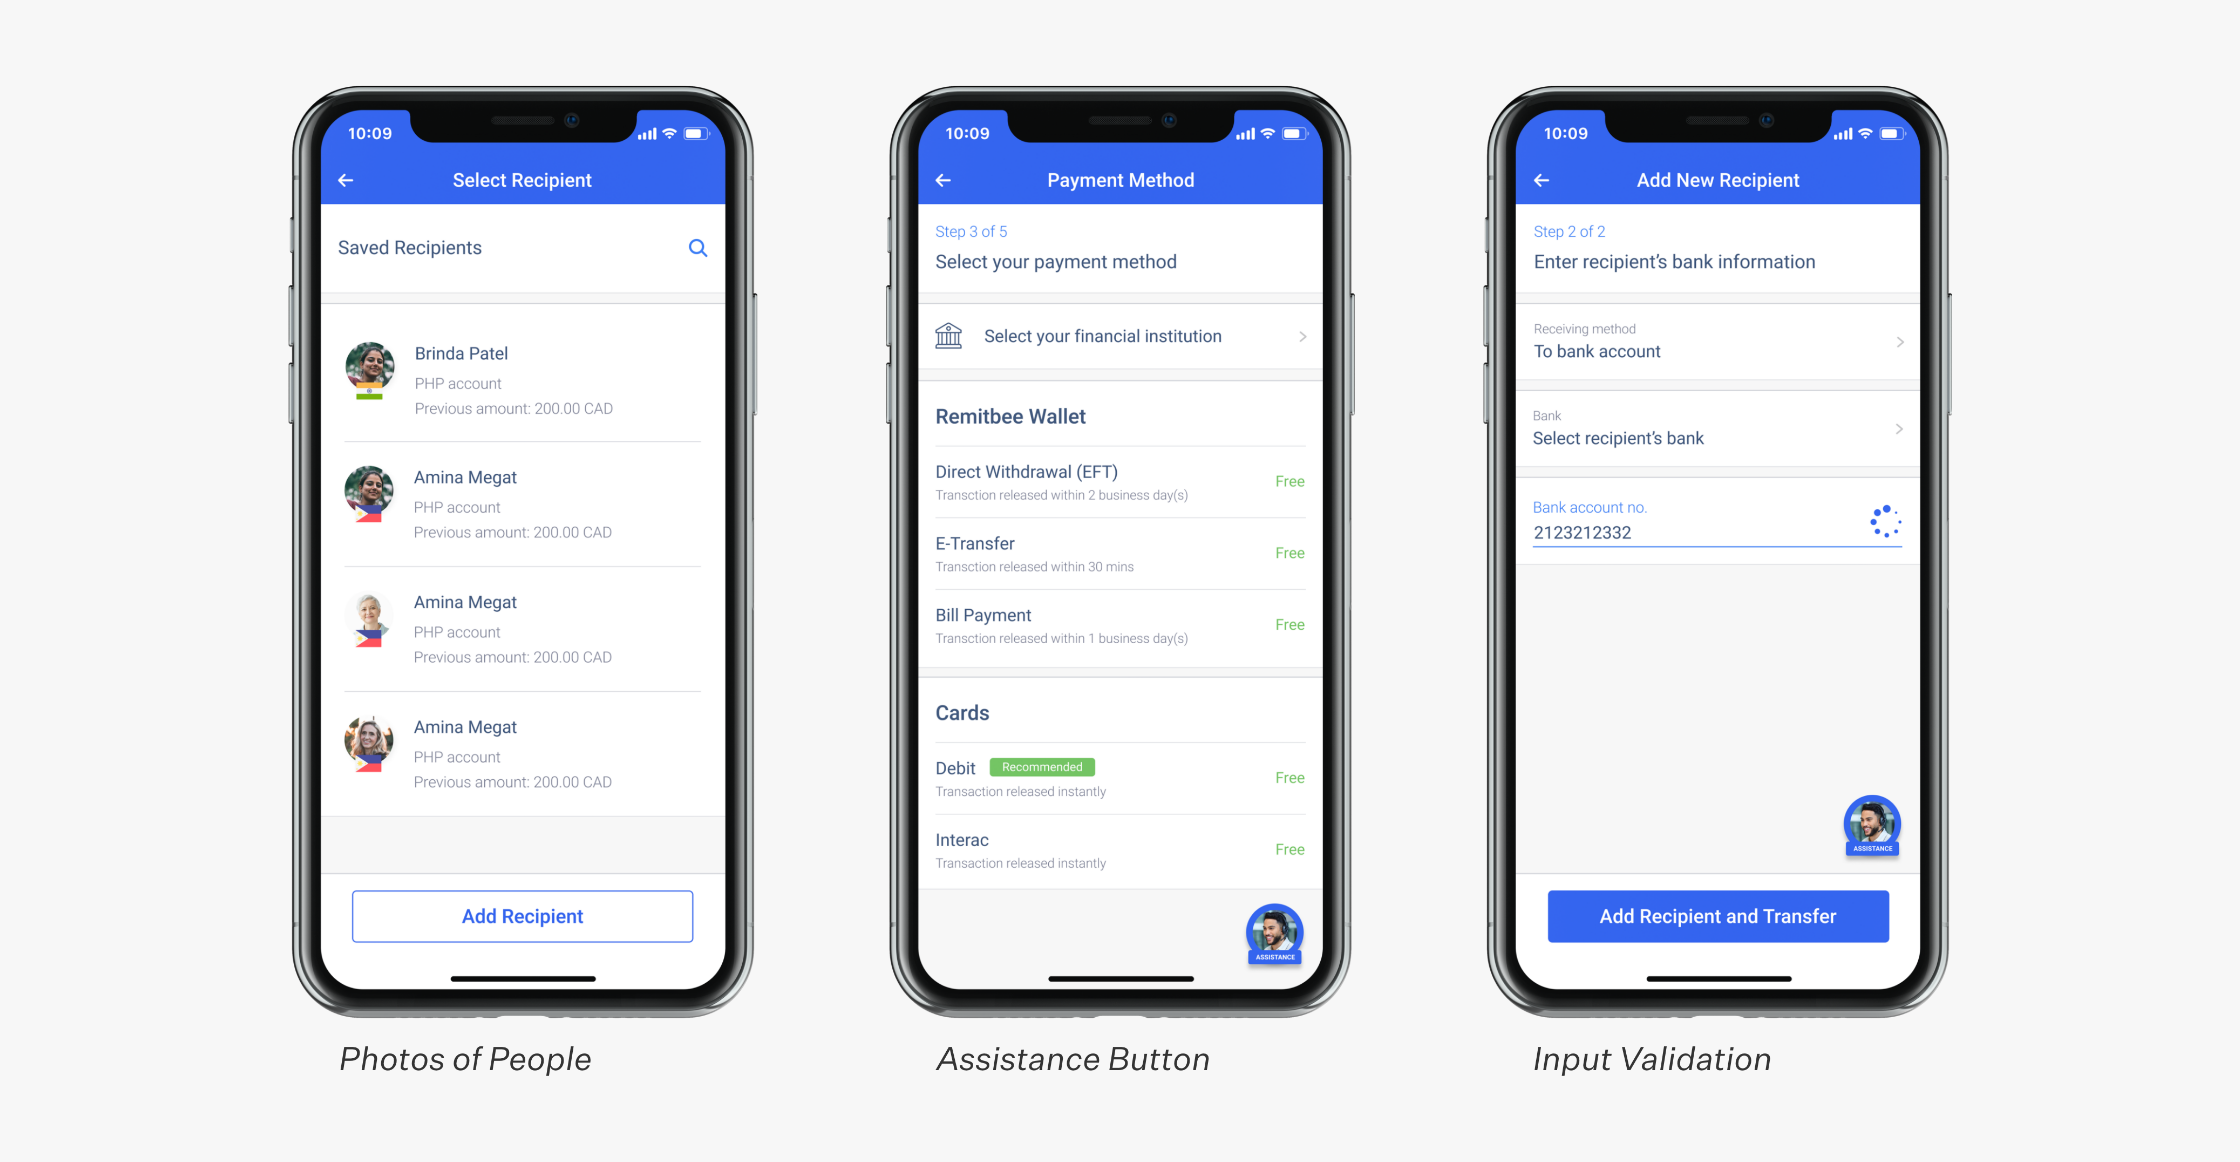 10:09
Select Recipient
Saved Recipients
Brinda Patel
PHP account
Previous amount: 200.00 CAD
Amina Megat
PHP account
Previous amount: 200.00 CAD
Amina Megat
PHP account
Previous amount: 200.00 CAD
Amina Megat
PHP account
Previous amount: 200.00 CAD
Add Recipient
Photos of People
10:09
Payment Method
Step 3 of 5
Select your payment method
Select your financial institution
Remitbee Wallet
Direct Withdrawal (EFT)
Transction released within 2 business day(s)
Free
E-Transfer
Transction released within 30 mins
Free
Bill Payment
Transction released within 1 business day(s)
Free
Cards
Debit Recommended
Transaction released instantly
Free
Interac
Transaction released instantly
Free
ASSISTANCE
Assistance Button
10:09
Add New Recipient
Step 2 of 2
Enter recipient’s bank information
Receiving method
To bank account
Bank
Select recipient’s bank
Bank account no.
2123212332
ASSISTANCE
Add Recipient and Transfer
Input Validation